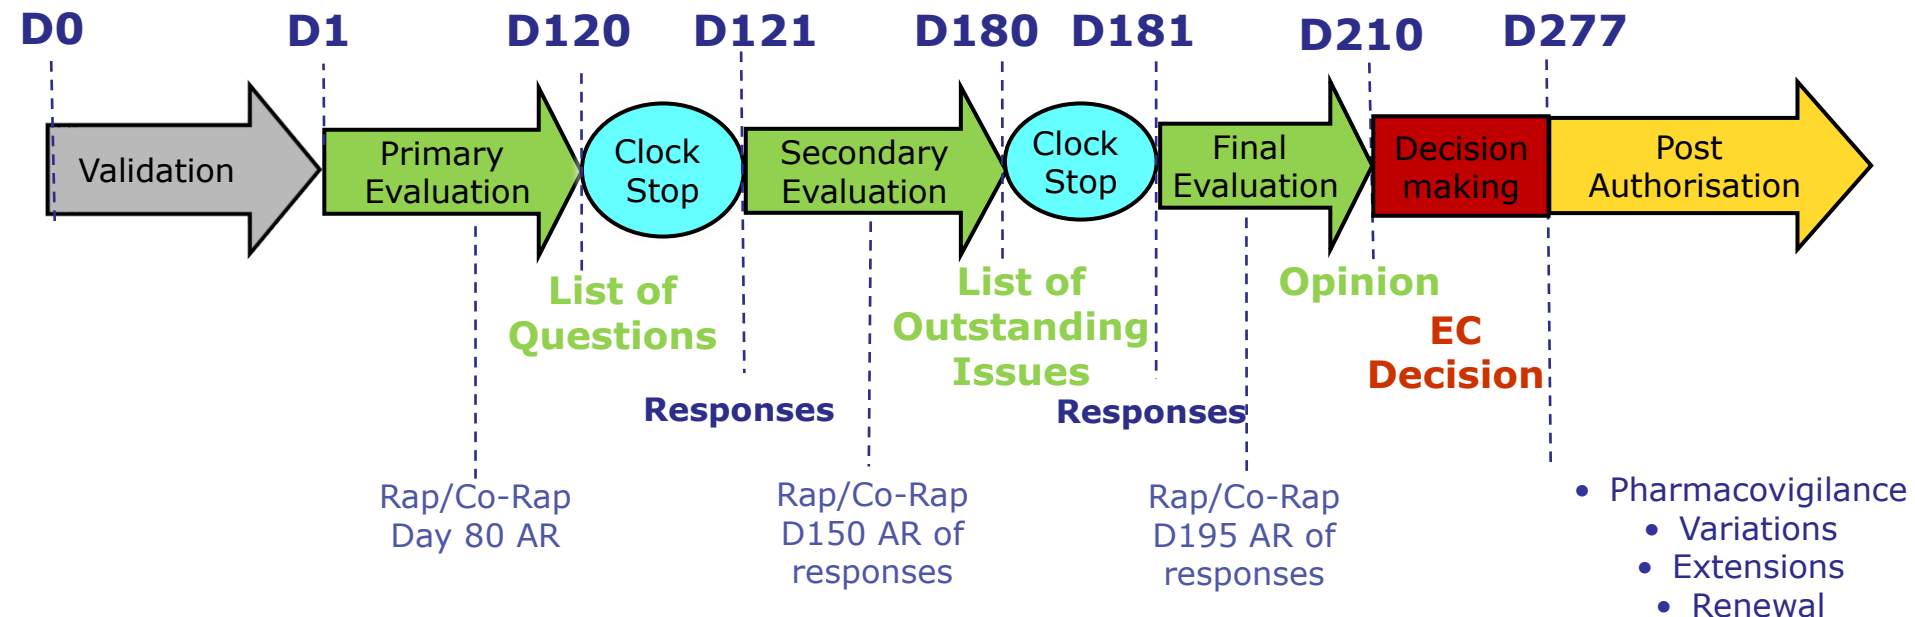 D0
D1
D120
D121
D180
D181
D210
D277
Validation
Primary
Evaluation
Clock
Stop
Secondary
Evaluation
Clock
Stop
Final
Evaluation
Decision
making
Post
Authorisation
List of
Questions
Responses
List of
Outstanding
Issues
Responses
Opinion
EC
Decision
Rap/Co-Rap
Day 80 AR
Rap/Co-Rap
D150 AR of
responses
Rap/Co-Rap
D195 AR of
responses
• Pharmacovigilance
• Variations
• Extensions
• Renewal